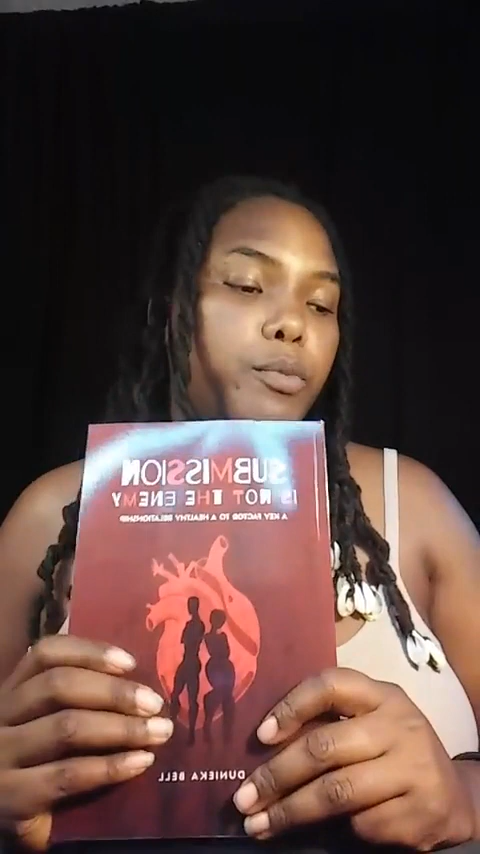 SUBMISSION
IS NOT THE ENEMY
A KEY FACTOR TO A HEALTHY RELATIONSHIP
DUNIEKA BELL